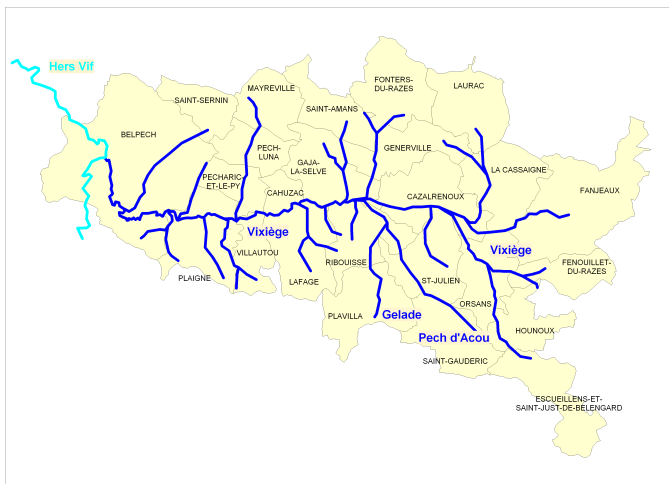 Hers Vif
FONTERS-
DU-RAZES
LAURAC
MAYREVILLE
SAINT-SERNIN
SAINT-AMANS
BELPECH
PECH-
LUNA
GENERVILLE
GAJA-
LA-SELVE
LA CASSAIGNE
PECHARIC-
ET-LE-PY
CAHUZAC
CAZALRENOUX
FANJEAUX
Vixiège
Vixiège
VILLAUTOU
RIBOUISSE
FENOUILLET-
DU-RAZES
PLAIGNE
LAFAGE
ST-JULIEN
ORSANS
PLAVILLA
Gelade
Pech d'Acou
HOUNOUX
SAINT-GAUDERIC
ESCUEILLENS-ET-
SAINT-JUST-DE-BELENGARD